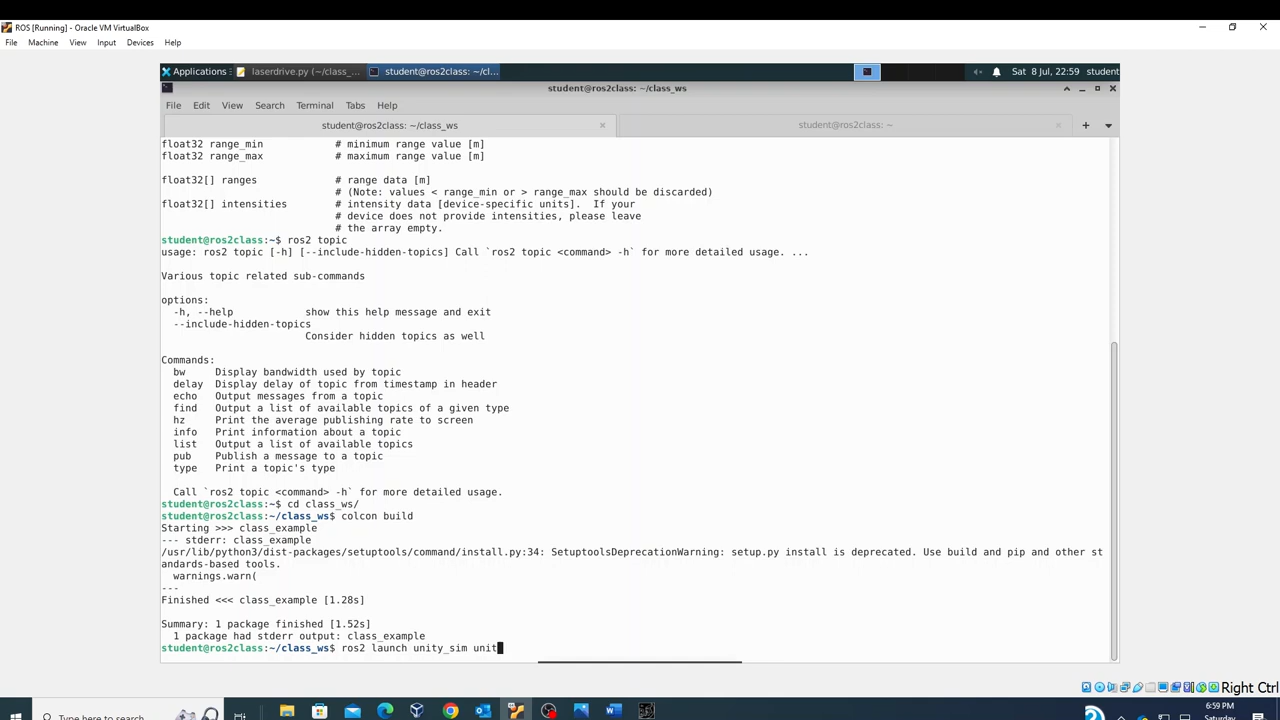 ROS [Running] - Oracle VM VirtualBox
File Machine View Input Devices Help
Applications laserdrive.py (~/class_... student@ros2class: ~/cl... Sat 8 Jul, 22:59 student
student@ros2class: ~/class_ws
File Edit View Search Terminal Tabs Help
student@ros2class: ~/class_ws student@ros2class: ~
float32 range_min # minimum range value [m]
float32 range_max # maximum range value [m]
float32[] ranges # range data [m]
# (Note: values < range_min or > range_max should be discarded)
float32[] intensities # intensity data [device-specific units]. If your
# device does not provide intensities, please leave
# the array empty.
student@ros2class:~$ ros2 topic
usage: ros2 topic [-h] [--include-hidden-topics] Call `ros2 topic <command> -h` for more detailed usage. ...
Various topic related sub-commands
options:
-h, --help show this help message and exit
--include-hidden-topics
Consider hidden topics as well
Commands:
bw Display bandwidth used by topic
delay Display delay of topic from timestamp in header
echo Output messages from a topic
find Output a list of available topics of a given type
hz Print the average publishing rate to screen
info Print information about a topic
list Output a list of available topics
pub Publish a message to a topic
type Print a topic's type
Call `ros2 topic <command> -h` for more detailed usage.
student@ros2class:~$ cd class_ws/
student@ros2class:~/class_ws$ colcon build
Starting >>> class_example
--- stderr: class_example
/usr/lib/python3/dist-packages/setuptools/command/install.py:34: SetuptoolsDeprecationWarning: setup.py install is deprecated. Use build and pip and other st
andards-based tools.
warnings.warn(
---
Finished <<< class_example [1.28s]
Summary: 1 package finished [1.52s]
1 package had stderr output: class_example
student@ros2class:~/class_ws$ ros2 launch unity_sim unit
Right Ctrl
Type here to search 6:59 PM
Saturday